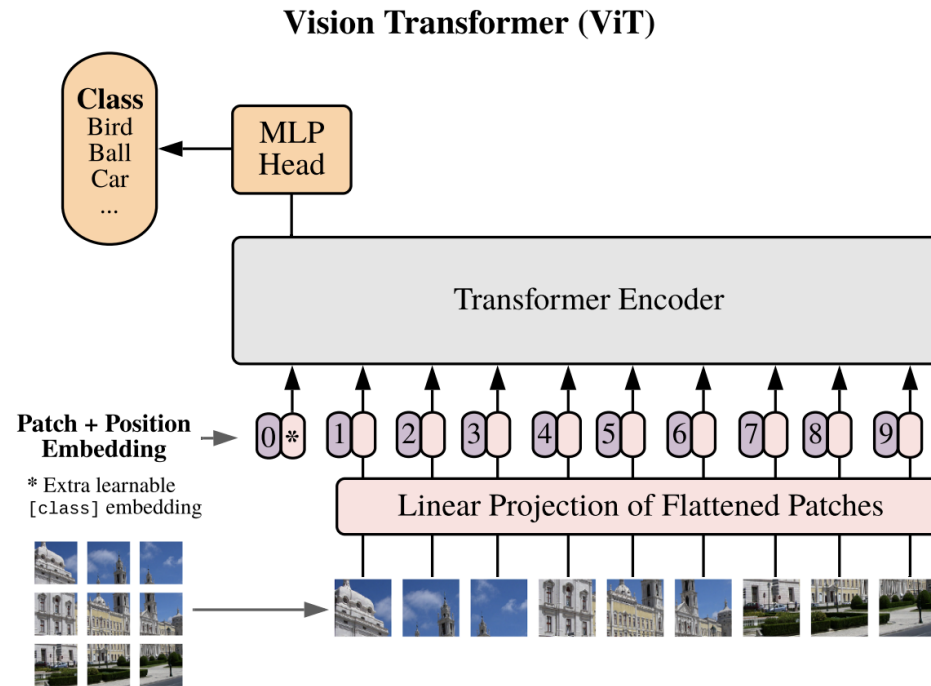 Vision Transformer (ViT)
Class
Bird
Ball
Car
...
MLP
Head
Transformer Encoder
Patch + Position
Embedding
0 * 1 2 3 4 5 6 7 8 9
* Extra learnable
[class] embedding
Linear Projection of Flattened Patches